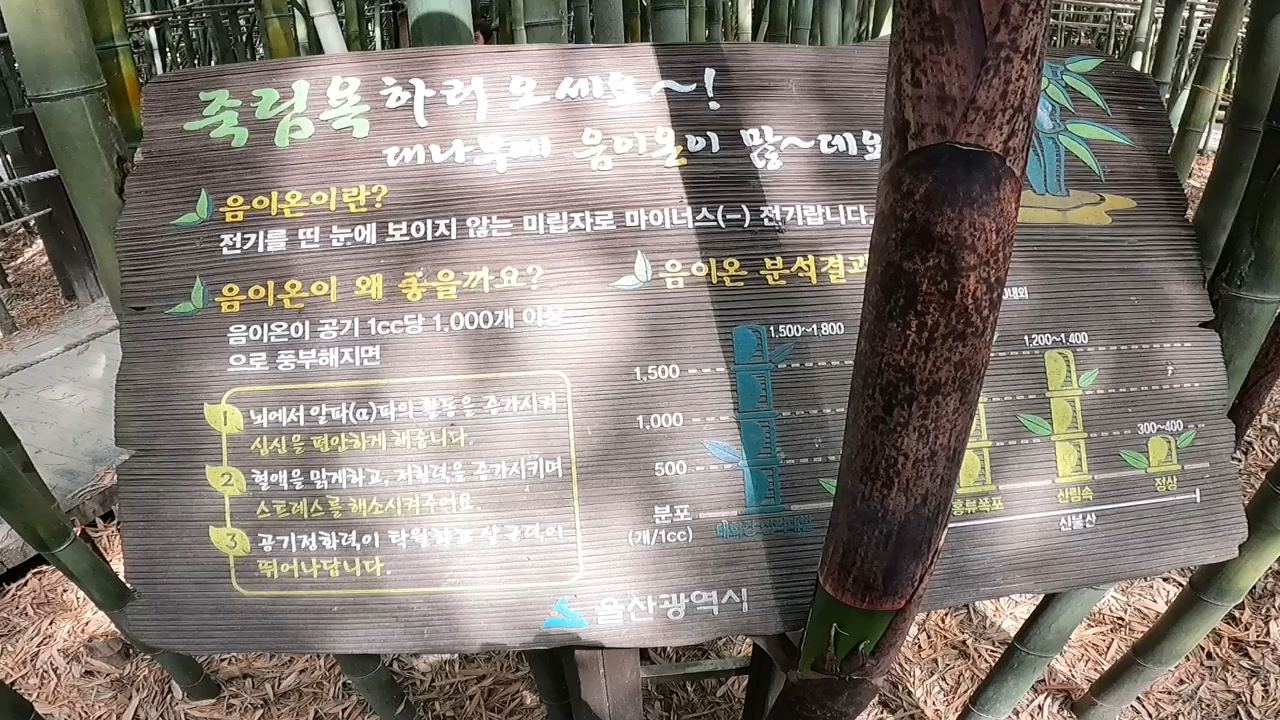 죽림욕하러 오세요~!
대나무에 음이온이 많~데요
음이온이란?
전기를 띤 눈에 보이지 않는 미립자로 마이너스(-) 전기랍니다.
음이온이 왜 좋을까요?
음이온이 공기 1cc당 1,000개 이상
으로 풍부해지면
1 뇌에서 알파(α)파의 활동을 증가시켜
심신을 편안하게 해줍니다.
2 혈액을 맑게하고, 저항력을 증가시키며
스트레스를 해소시켜주어요.
3 공기정화력이 탁월하고 살균력이
뛰어나답니다.
음이온 분석결과
내외
1,500~1,800
1,200~1,400
300~400
1,500
1,000
500
분포
(개/1cc)
홍류폭포
산림속
정상
신불산
울산광역시